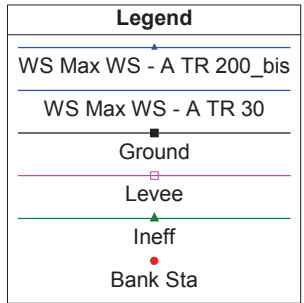 Legend
WS Max WS - A TR 200_bis
WS Max WS - A TR 30
Ground
Levee
Ineff
Bank Sta